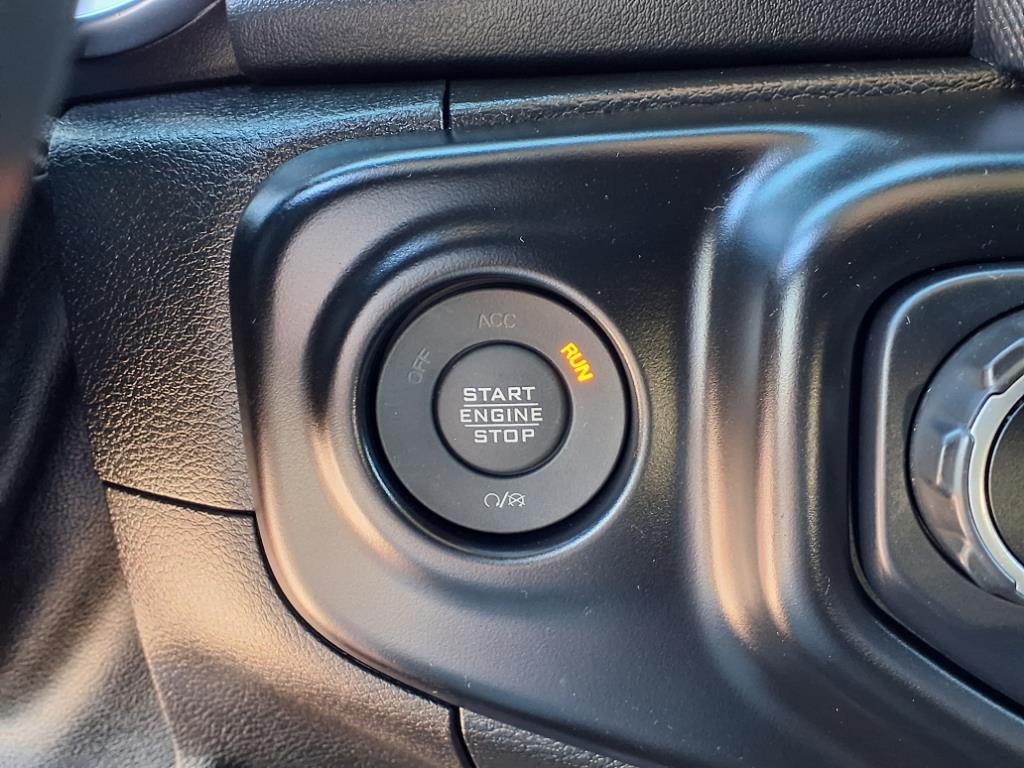 ACC
OFF
RUN
START
ENGINE
STOP